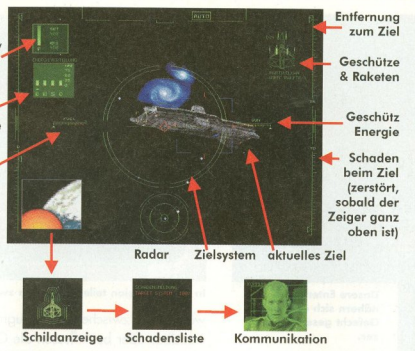 AUTO
Entfernung
zum Ziel
Geschütze
& Raketen
Geschütz
Energie
Schaden
beim Ziel
(zerstört,
sobald der
Zeiger ganz
oben ist)
Radar
Zielsystem
aktuelles Ziel
Schildanzeige
Schadensliste
Kommunikation